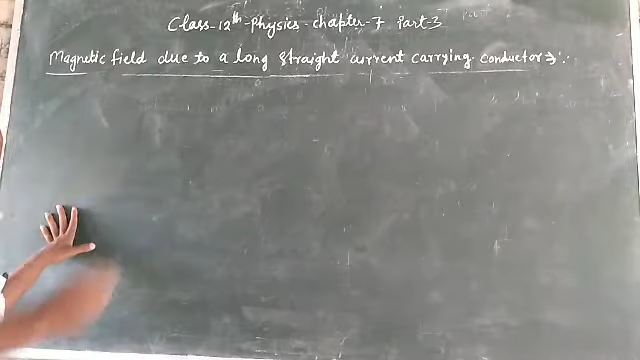 Class-12th-Physics-chapter-7 Part-3
Magnetic field due to a long straight current carrying conductor⇒: